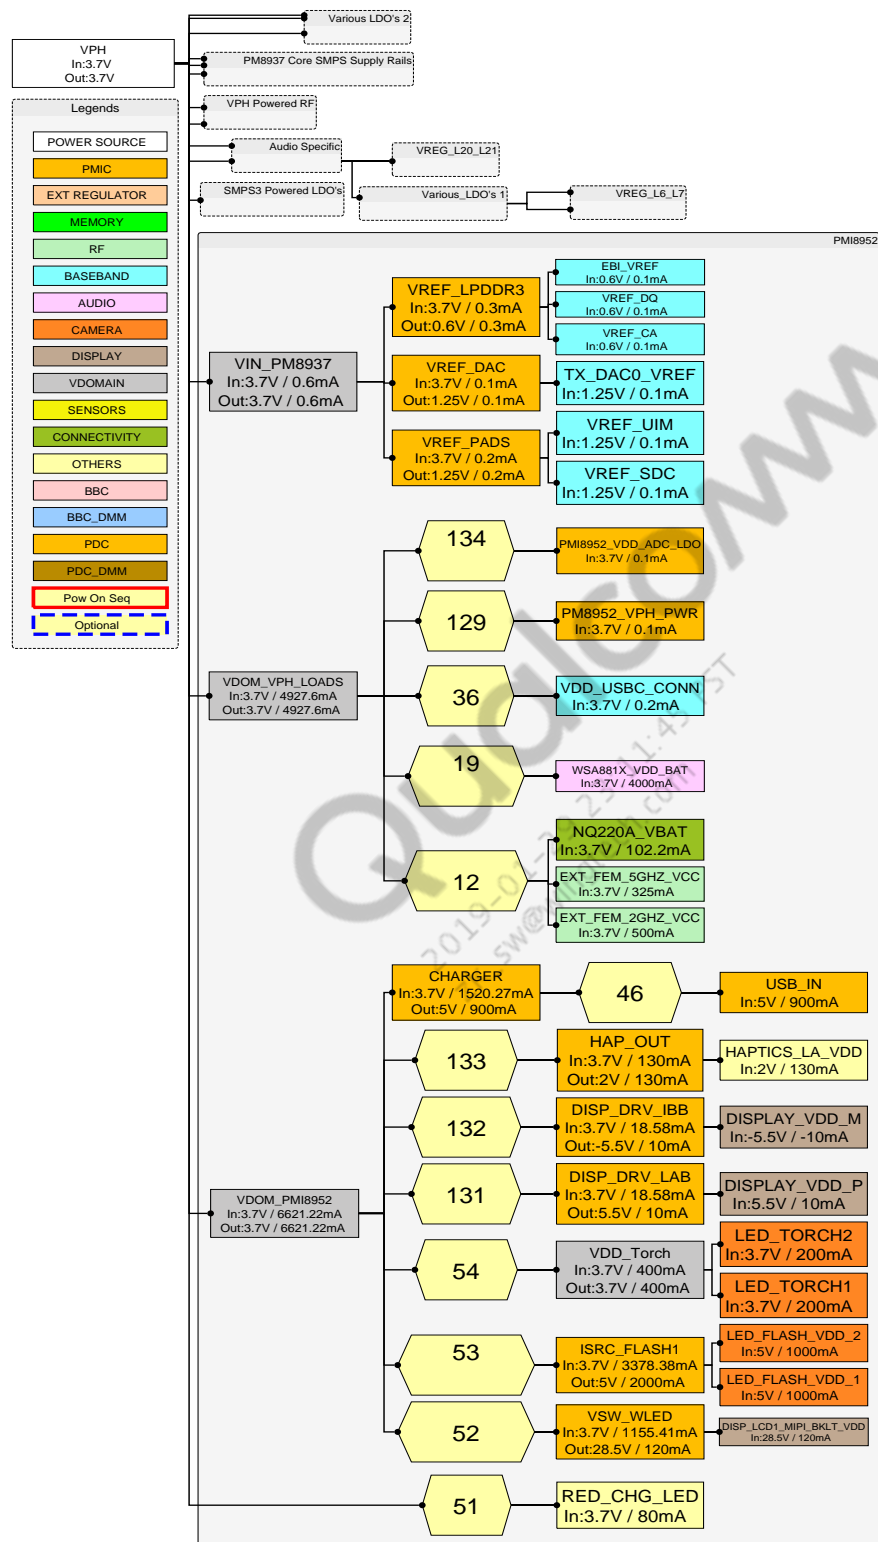 VPH
In:3.7V
Out:3.7V
Various LDO's 2
PM8937 Core SMPS Supply Rails
VPH Powered RF
Audio Specific
VREG_L20_L21
SMPS3 Powered LDO's
Various_LDO's 1
VREG_L6_L7
Legends
POWER SOURCE
PMIC
EXT REGULATOR
MEMORY
RF
BASEBAND
AUDIO
CAMERA
DISPLAY
VDOMAIN
SENSORS
CONNECTIVITY
OTHERS
BBC
BBC_DMM
PDC
PDC_DMM
Pow On Seq
Optional
PMI8952
VIN_PM8937
In:3.7V / 0.6mA
Out:3.7V / 0.6mA
VREF_LPDDR3
In:3.7V / 0.3mA
Out:0.6V / 0.3mA
EBI_VREF
In:0.6V / 0.1mA
VREF_DQ
In:0.6V / 0.1mA
VREF_CA
In:0.6V / 0.1mA
VREF_DAC
In:3.7V / 0.1mA
Out:1.25V / 0.1mA
TX_DAC0_VREF
In:1.25V / 0.1mA
VREF_PADS
In:3.7V / 0.2mA
Out:1.25V / 0.2mA
VREF_UIM
In:1.25V / 0.1mA
VREF_SDC
In:1.25V / 0.1mA
VDOM_VPH_LOADS
In:3.7V / 4927.6mA
Out:3.7V / 4927.6mA
134
PMI8952_VDD_ADC_LDO
In:3.7V / 0.1mA
129
PM8952_VPH_PWR
In:3.7V / 0.1mA
36
VDD_USBC_CONN
In:3.7V / 0.2mA
19
WSA881X_VDD_BAT
In:3.7V / 4000mA
12
NQ220A_VBAT
In:3.7V / 102.2mA
EXT_FEM_5GHZ_VCC
In:3.7V / 325mA
EXT_FEM_2GHZ_VCC
In:3.7V / 500mA
VDOM_PMI8952
In:3.7V / 6621.22mA
Out:3.7V / 6621.22mA
CHARGER
In:3.7V / 1520.27mA
Out:5V / 900mA
46
USB_IN
In:5V / 900mA
133
HAP_OUT
In:3.7V / 130mA
Out:2V / 130mA
HAPTICS_LA_VDD
In:2V / 130mA
132
DISP_DRV_IBB
In:3.7V / 18.58mA
Out:-5.5V / 10mA
DISPLAY_VDD_M
In:-5.5V / -10mA
131
DISP_DRV_LAB
In:3.7V / 18.58mA
Out:5.5V / 10mA
DISPLAY_VDD_P
In:5.5V / 10mA
54
VDD_Torch
In:3.7V / 400mA
Out:3.7V / 400mA
LED_TORCH2
In:3.7V / 200mA
LED_TORCH1
In:3.7V / 200mA
53
ISRC_FLASH1
In:3.7V / 3378.38mA
Out:5V / 2000mA
LED_FLASH_VDD_2
In:5V / 1000mA
LED_FLASH_VDD_1
In:5V / 1000mA
52
VSW_WLED
In:3.7V / 1155.41mA
Out:28.5V / 120mA
DISP_LCD1_MIPI_BKLT_VDD
In:28.5V / 120mA
51
RED_CHG_LED
In:3.7V / 80mA
Qualcomm